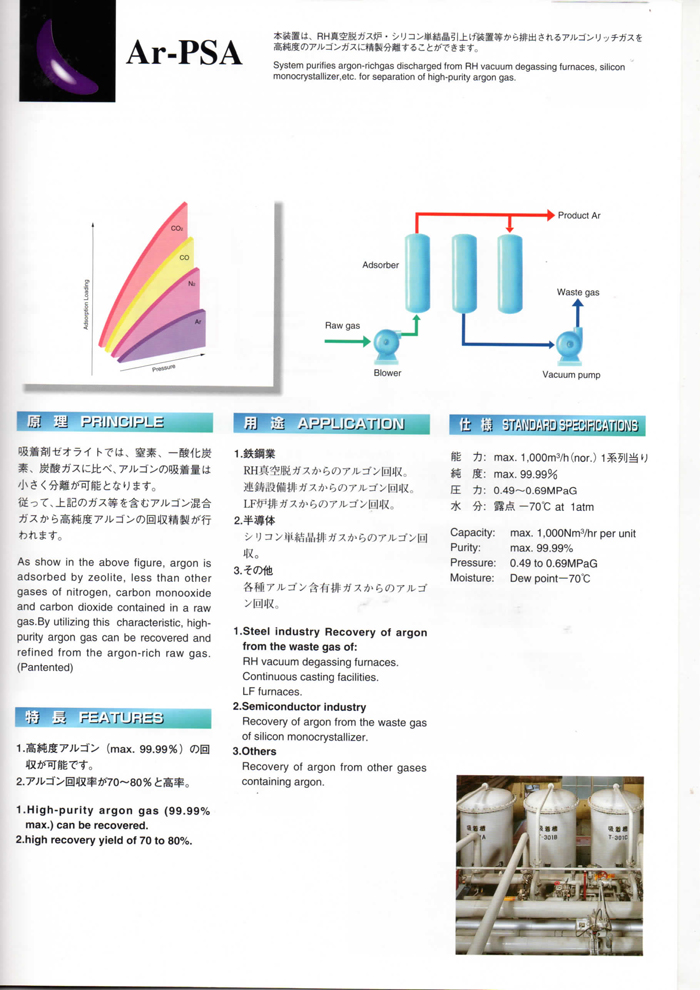 Ar-PSA
本装置は、RH真空脱ガス炉・シリコン単結晶引上げ装置等から排出されるアルゴンリッチガスを
高純度のアルゴンガスに精製分離することができます。
System purifies argon-richgas discharged from RH vacuum degassing furnaces, silicon
monocrystallizer,etc. for separation of high-purity argon gas.
CO₂
CO
N₂
Ar
Adsorption Loading
Pressure
Product Ar
Adsorber
Waste gas
Raw gas
Blower
Vacuum pump
原 理 PRINCIPLE
吸着剤ゼオライトでは、窒素、一酸化炭
素、炭酸ガスに比べ、アルゴンの吸着量は
小さく分離が可能となります。
従って、上記のガス等を含むアルゴン混合
ガスから高純度アルゴンの回収精製が行
われます。
As show in the above figure, argon is
adsorbed by zeolite, less than other
gases of nitrogen, carbon monooxide
and carbon dioxide contained in a raw
gas.By utilizing this characteristic, high-
purity argon gas can be recovered and
refined from the argon-rich raw gas.
(Pantented)
特 長 FEATURES
1.高純度アルゴン（max. 99.99%）の回
収が可能です。
2.アルゴン回収率が70〜80%と高率。
1.High-purity argon gas (99.99%
max.) can be recovered.
2.high recovery yield of 70 to 80%.
用 途 APPLICATION
1.鉄鋼業
RH真空脱ガスからのアルゴン回収。
連鋳設備排ガスからのアルゴン回収。
LF炉排ガスからのアルゴン回収。
2.半導体
シリコン単結晶排ガスからのアルゴン回
収。
3.その他
各種アルゴン含有排ガスからのアルゴ
ン回収。
1.Steel industry Recovery of argon
from the waste gas of:
RH vacuum degassing furnaces.
Continuous casting facilities.
LF furnaces.
2.Semiconductor industry
Recovery of argon from the waste gas
of silicon monocrystallizer.
3.Others
Recovery of argon from other gases
containing argon.
仕 様 STANDARD SPECIFICATIONS
能 力: max. 1,000m³/h(nor.) 1系列当り
純 度: max. 99.99%
圧 力: 0.49〜0.69MPaG
水 分: 露点 −70℃ at 1atm
Capacity: max. 1,000Nm³/hr per unit
Purity: max. 99.99%
Pressure: 0.49 to 0.69MPaG
Moisture: Dew point−70℃
吸着槽
吸着槽
T-301B
吸着槽
T-301C